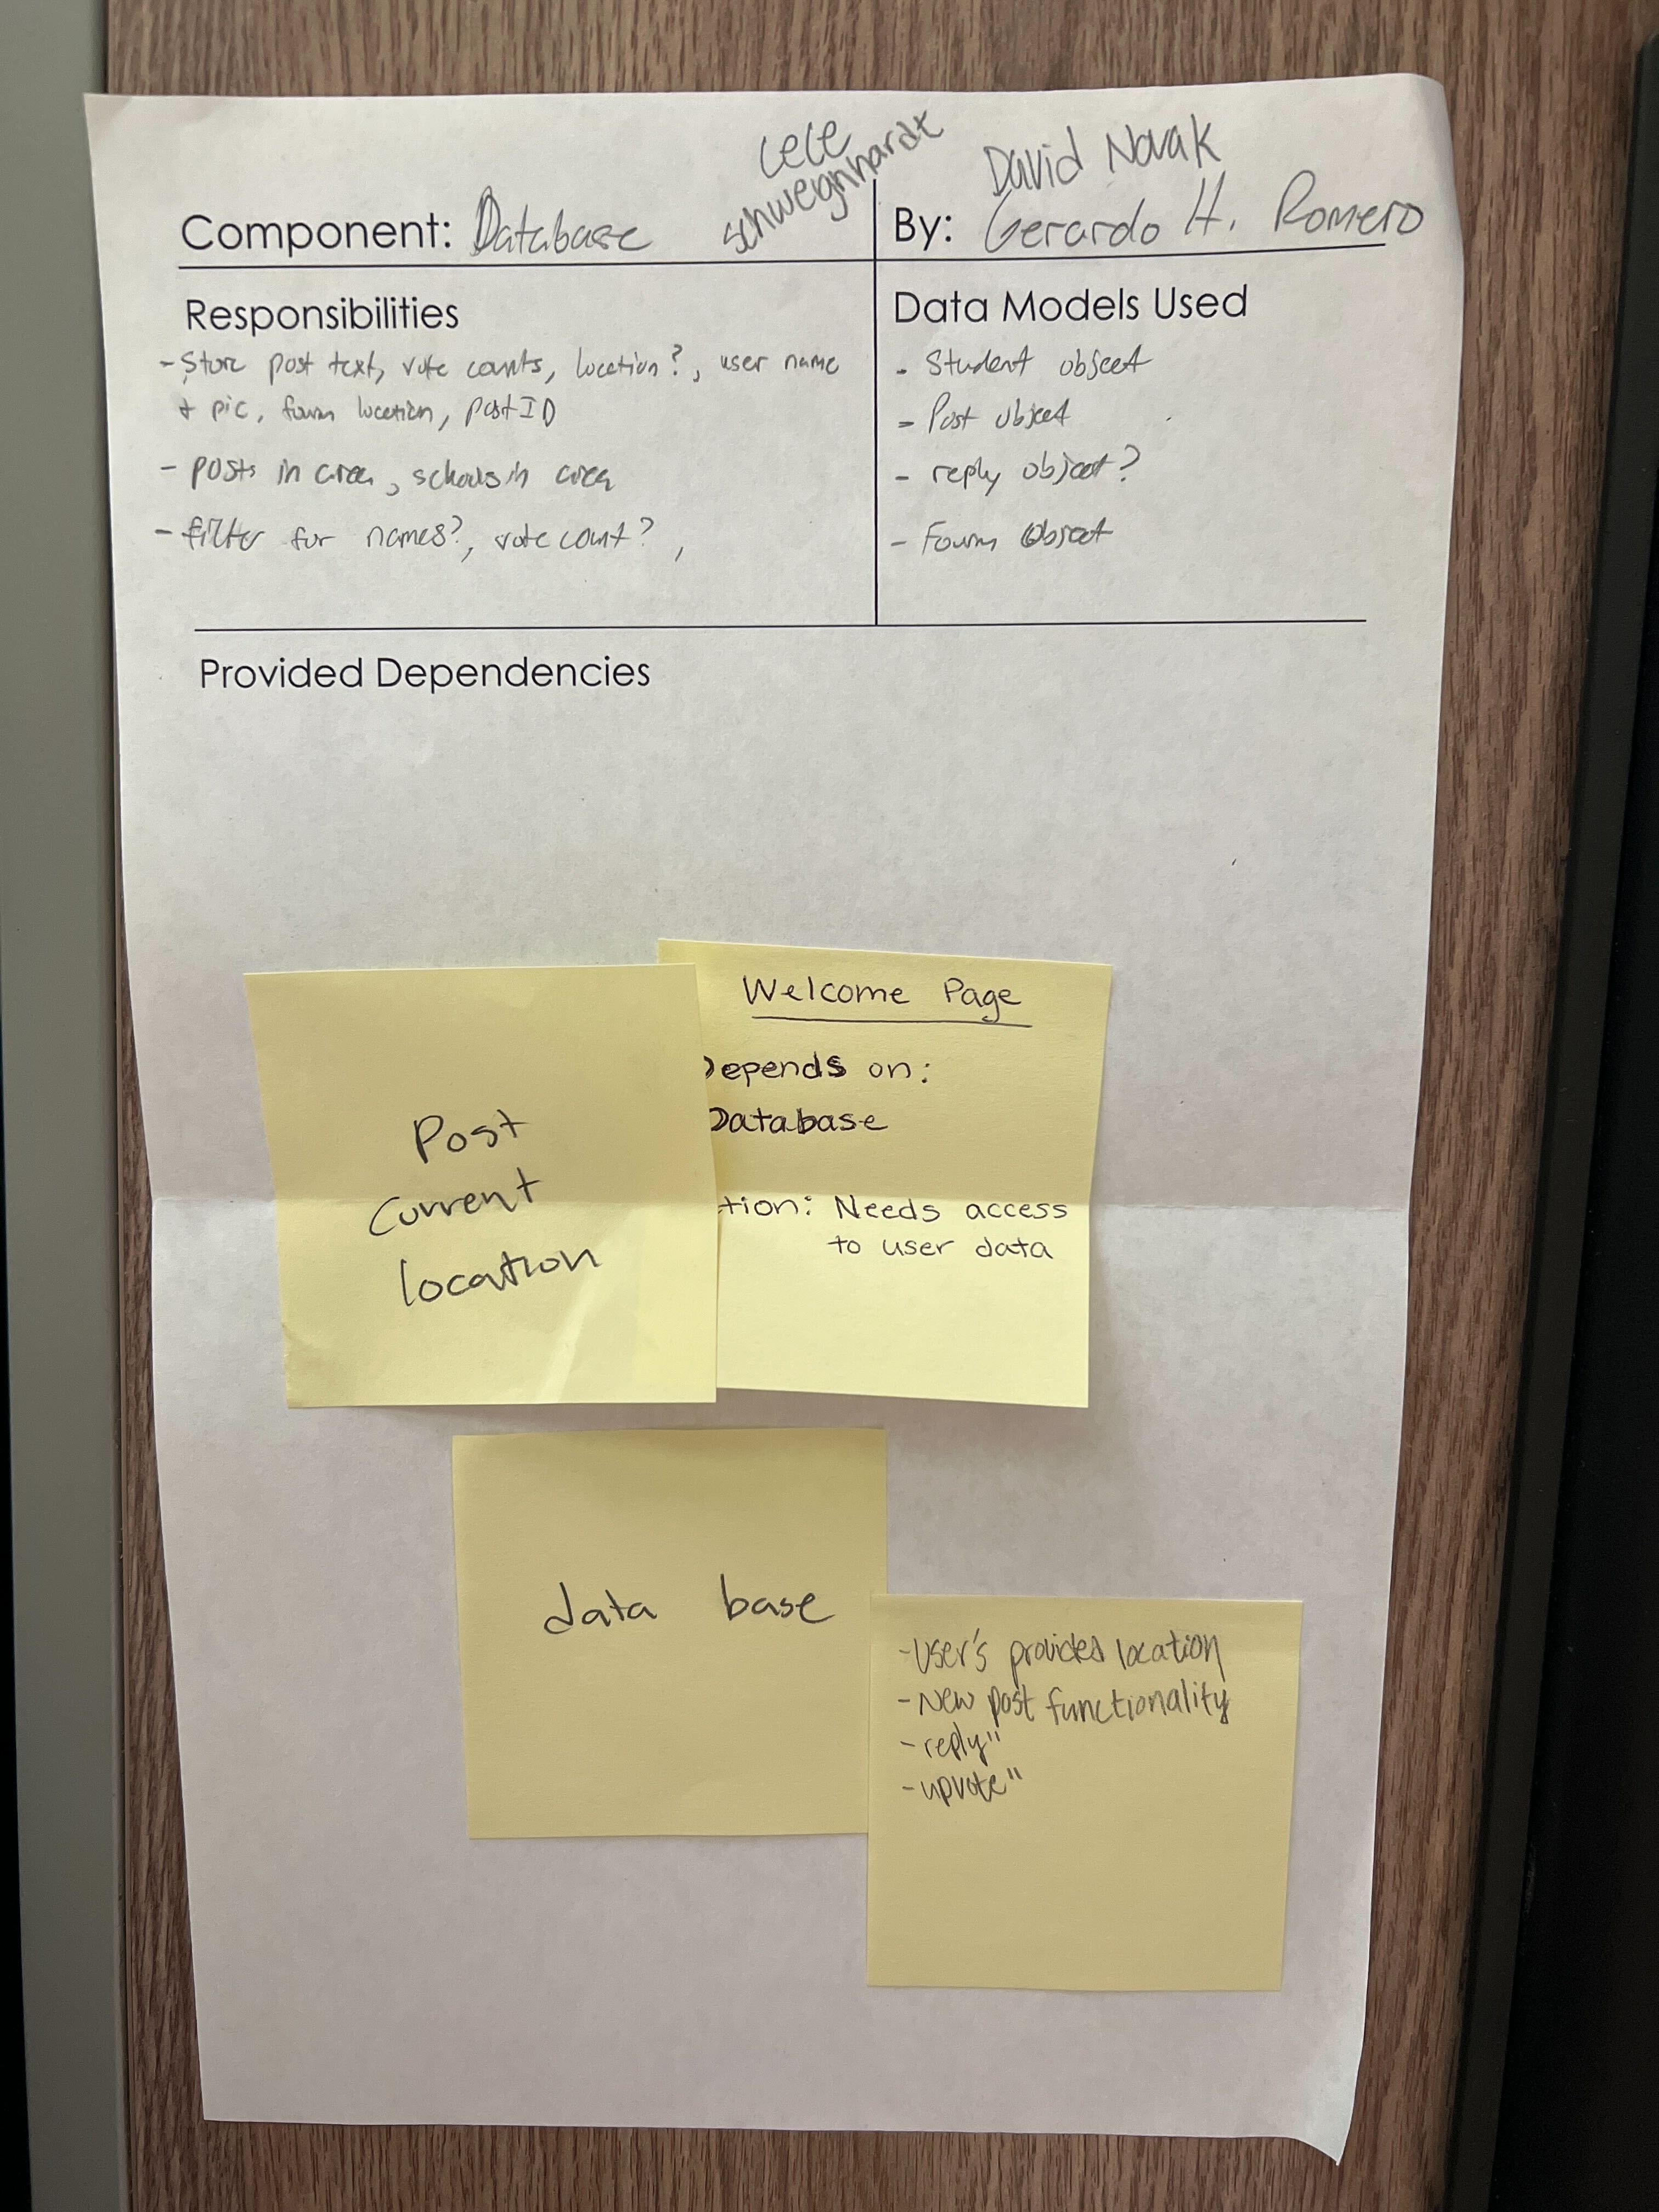 Lele
schwegnhardt
David Novak
Component: Database
By: Gerardo H. Romero
Responsibilities
- Store post text, vote counts, location?, user name
+ pic, forum location, post ID
- posts in area, schools in area
- filter for names?, vote count?,
Data Models Used
- Student object
- Post object
- reply object?
- Forum Object
Provided Dependencies
Post
Current
location
Welcome Page
Depends on:
Database
tion: Needs access
to user data
data base
- User's provides location
- New post functionality
- reply "
- upvote "